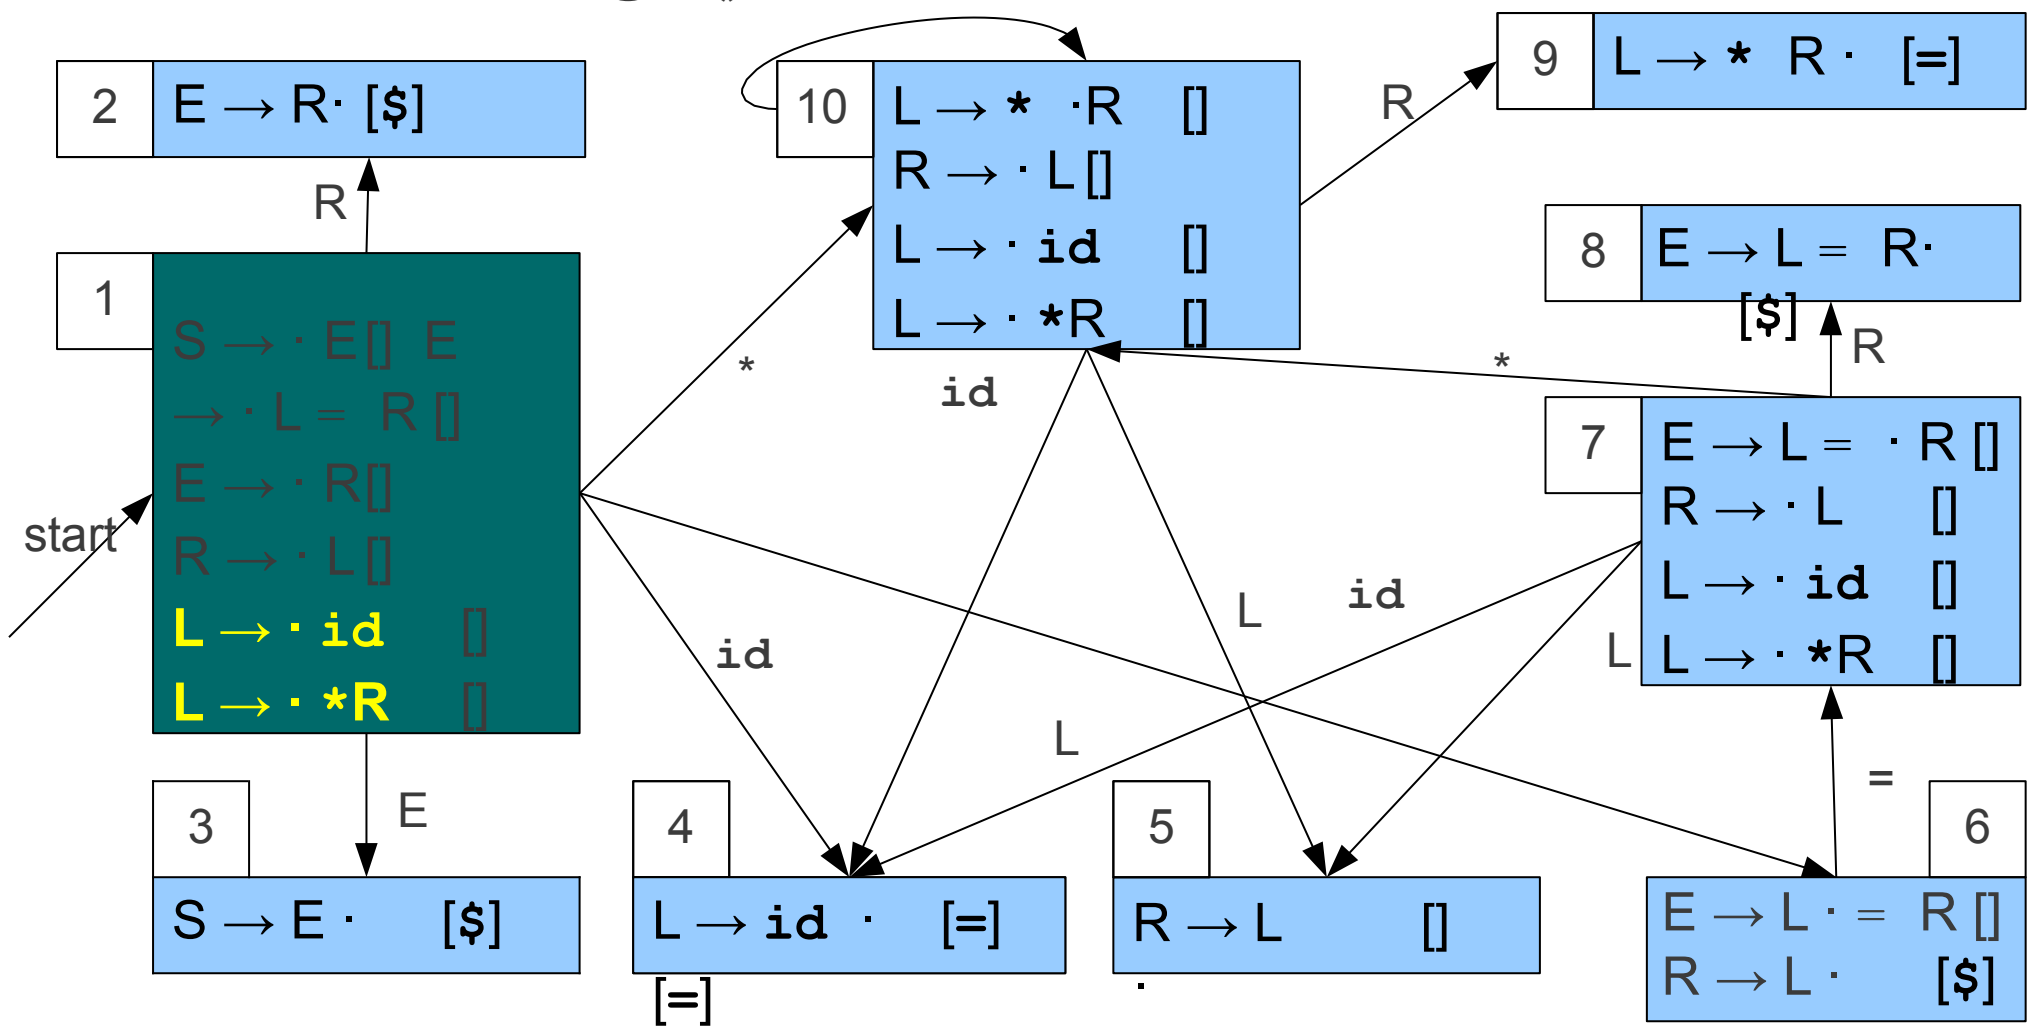 2
E → R· [$]
R
1
S → · E[] E
→ · L = R []
E → · R[]
R → · L[]
L → · id []
L → · *R []
start
E
3
S → E · [$]
10
L → * ·R []
R → · L[]
L → · id []
L → · *R []
*
id
id
R
9
L → * R · [=]
8
E → L = R·
[$]
R
*
7
E → L = · R []
R → · L []
L → · id []
L → · *R []
id
L
L
L
=
4
L → id · [=]
[=]
5
R → L []
·
6
E → L · = R []
R → L · [$]